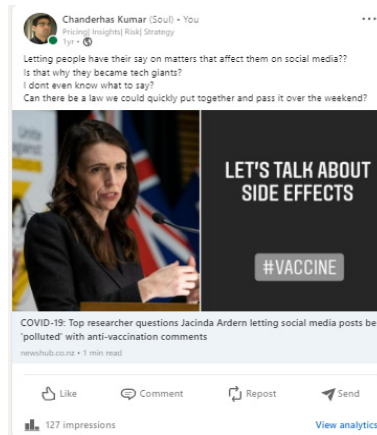 Chanderhas Kumar (Soul) • You
Pricing| Insights| Risk| Strategy
1yr •
Letting people have their say on matters that affect them on social media??
Is that why they became tech giants?
I dont even know what to say?
Can there be a law we could quickly put together and pass it over the weekend?
Unite
against
LET'S TALK ABOUT
SIDE EFFECTS
#VACCINE
COVID-19: Top researcher questions Jacinda Ardern letting social media posts be
'polluted' with anti-vaccination comments
newshub.co.nz • 1 min read
Like
Comment
Repost
Send
127 impressions
View analytics